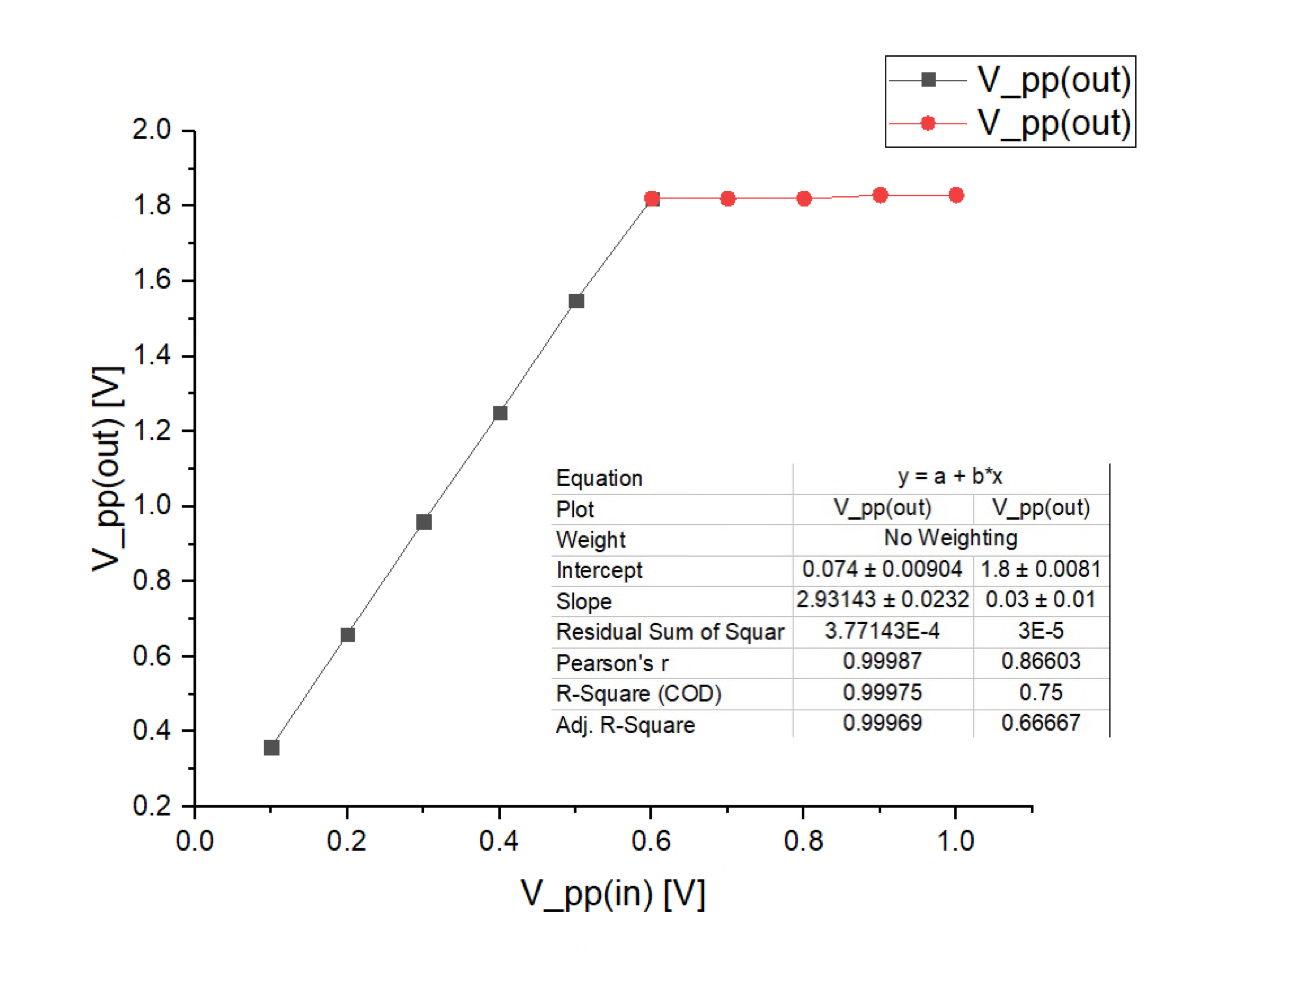 V_pp(out)
V_pp(out)
2.0
1.8
1.6
1.4
1.2
1.0
0.8
0.6
0.4
0.2
V_pp(out) [V]
Equation y = a + b*x
Plot V_pp(out) V_pp(out)
Weight No Weighting
Intercept 0.074 ± 0.00904 1.8 ± 0.0081
Slope 2.93143 ± 0.0232 0.03 ± 0.01
Residual Sum of Squar 3.77143E-4 3E-5
Pearson's r 0.99987 0.86603
R-Square (COD) 0.99975 0.75
Adj. R-Square 0.99969 0.66667
0.0 0.2 0.4 0.6 0.8 1.0
V_pp(in) [V]